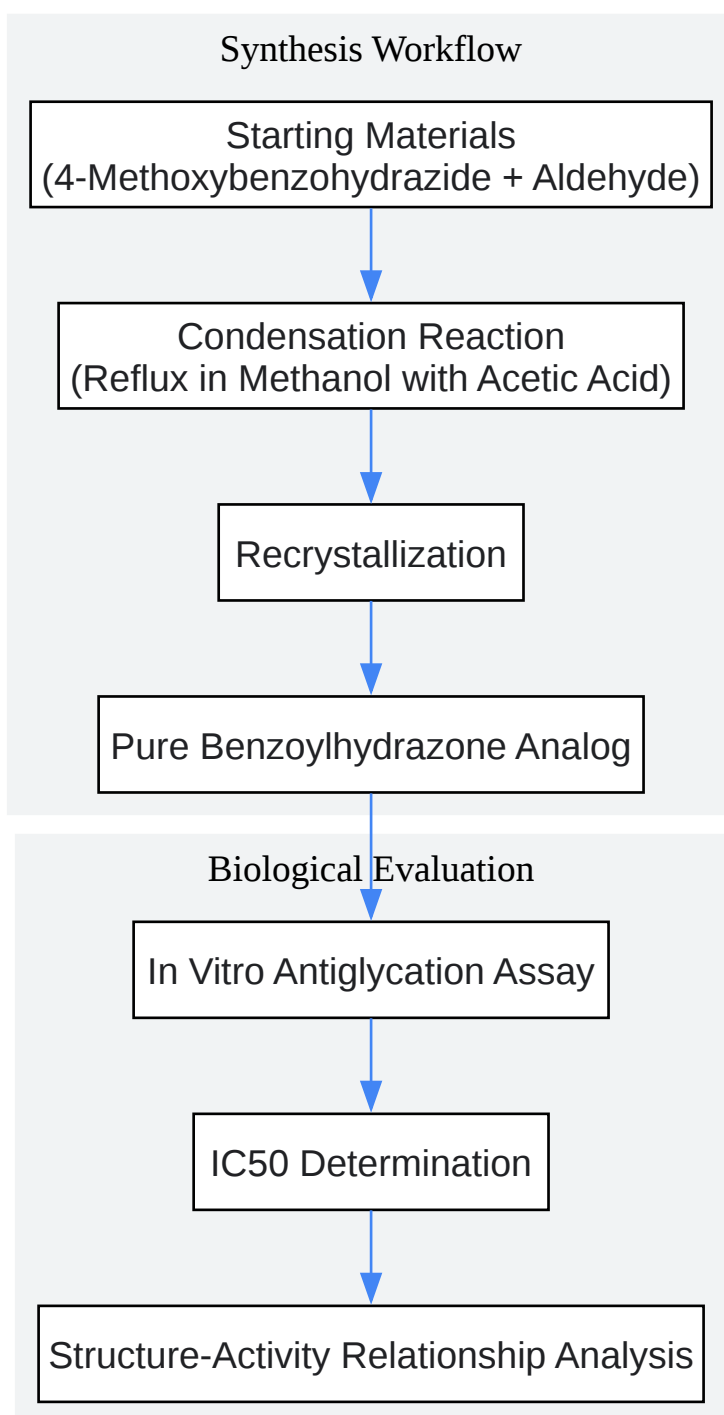 Synthesis Workflow
Starting Materials
(4-Methoxybenzohydrazide + Aldehyde)
Condensation Reaction
(Reflux in Methanol with Acetic Acid)
Recrystallization
Pure Benzoylhydrazone Analog
Biological Evaluation
In Vitro Antiglycation Assay
IC50 Determination
Structure-Activity Relationship Analysis